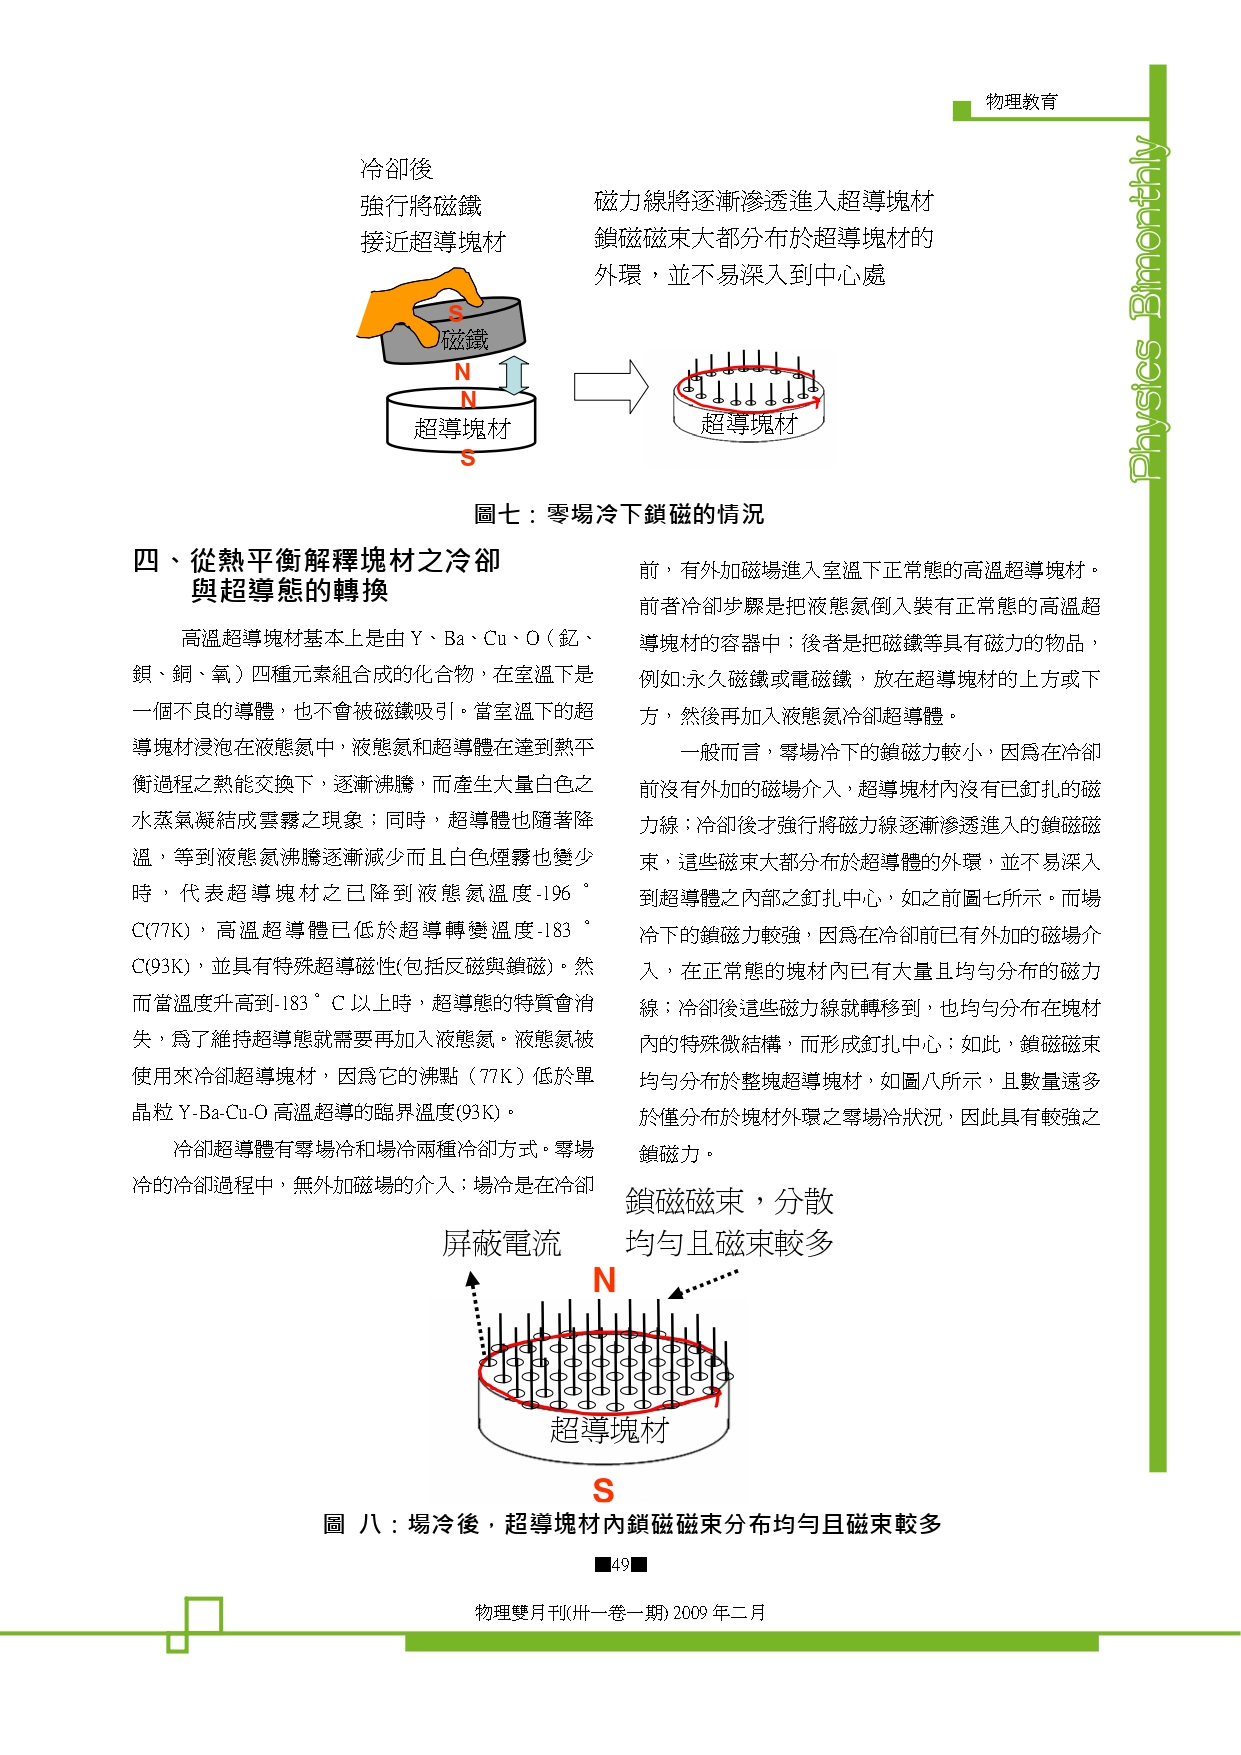 物理教育
Physics Bimonthly
冷卻後
強行將磁鐵
接近超導塊材
磁力線將逐漸滲透進入超導塊材
鎖磁磁束大都分布於超導塊材的
外環，並不易深入到中心處
S
磁鐵
N
N
超導塊材
S
超導塊材
圖七：零場冷下鎖磁的情況
四、從熱平衡解釋塊材之冷卻
與超導態的轉換
高溫超導塊材基本上是由 Y、Ba、Cu、O（釔、
鋇、銅、氧）四種元素組合成的化合物，在室溫下是
一個不良的導體，也不會被磁鐵吸引。當室溫下的超
導塊材浸泡在液態氮中，液態氮和超導體在達到熱平
衡過程之熱能交換下，逐漸沸騰，而產生大量白色之
水蒸氣凝結成雲霧之現象；同時，超導體也隨著降
溫，等到液態氮沸騰逐漸減少而且白色煙霧也變少
時，代表超導塊材之已降到液態氮溫度-196 °
C(77K)，高溫超導體已低於超導轉變溫度-183 °
C(93K)，並具有特殊超導磁性(包括反磁與鎖磁)。然
而當溫度升高到-183°C 以上時，超導態的特質會消
失，為了維持超導態就需要再加入液態氮。液態氮被
使用來冷卻超導塊材，因為它的沸點（77K）低於單
晶粒 Y-Ba-Cu-O 高溫超導的臨界溫度(93K)。
冷卻超導體有零場冷和場冷兩種冷卻方式。零場
冷的冷卻過程中，無外加磁場的介入；場冷是在冷卻
前，有外加磁場進入室溫下正常態的高溫超導塊材。
前者冷卻步驟是把液態氮倒入裝有正常態的高溫超
導塊材的容器中；後者是把磁鐵等具有磁力的物品，
例如:永久磁鐵或電磁鐵，放在超導塊材的上方或下
方，然後再加入液態氮冷卻超導體。
一般而言，零場冷下的鎖磁力較小，因為在冷卻
前沒有外加的磁場介入，超導塊材內沒有已釘扎的磁
力線；冷卻後才強行將磁力線逐漸滲透進入的鎖磁磁
束，這些磁束大都分布於超導體的外環，並不易深入
到超導體之內部之釘扎中心，如之前圖七所示。而場
冷下的鎖磁力較強，因為在冷卻前已有外加的磁場介
入，在正常態的塊材內已有大量且均勻分布的磁力
線；冷卻後這些磁力線就轉移到，也均勻分布在塊材
內的特殊微結構，而形成釘扎中心；如此，鎖磁磁束
均勻分布於整塊超導塊材，如圖八所示，且數量遠多
於僅分布於塊材外環之零場冷狀況，因此具有較強之
鎖磁力。
屏蔽電流
鎖磁磁束，分散
均勻且磁束較多
N
超導塊材
S
圖 八：場冷後，超導塊材內鎖磁磁束分布均勻且磁束較多
■49■
物理雙月刊(卅一卷一期) 2009 年二月